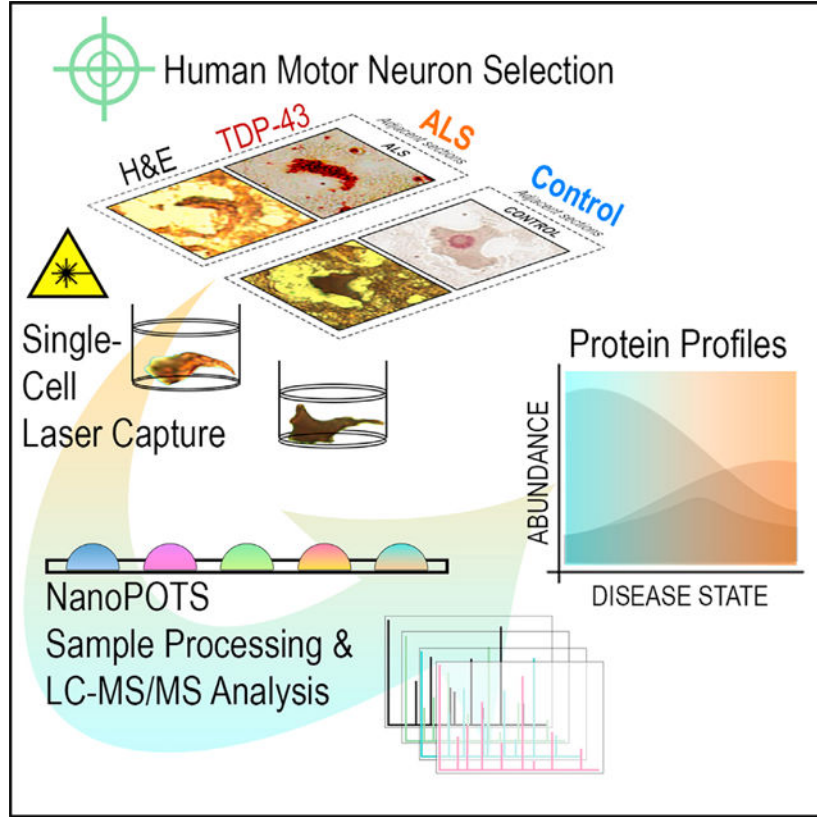 Human Motor Neuron Selection
H&E
TDP-43
Adjacent sections
ALS
ALS
Adjacent sections
Control
CONTROL
Single-
Cell
Laser Capture
Protein Profiles
ABUNDANCE
DISEASE STATE
NanoPOTS
Sample Processing &
LC-MS/MS Analysis